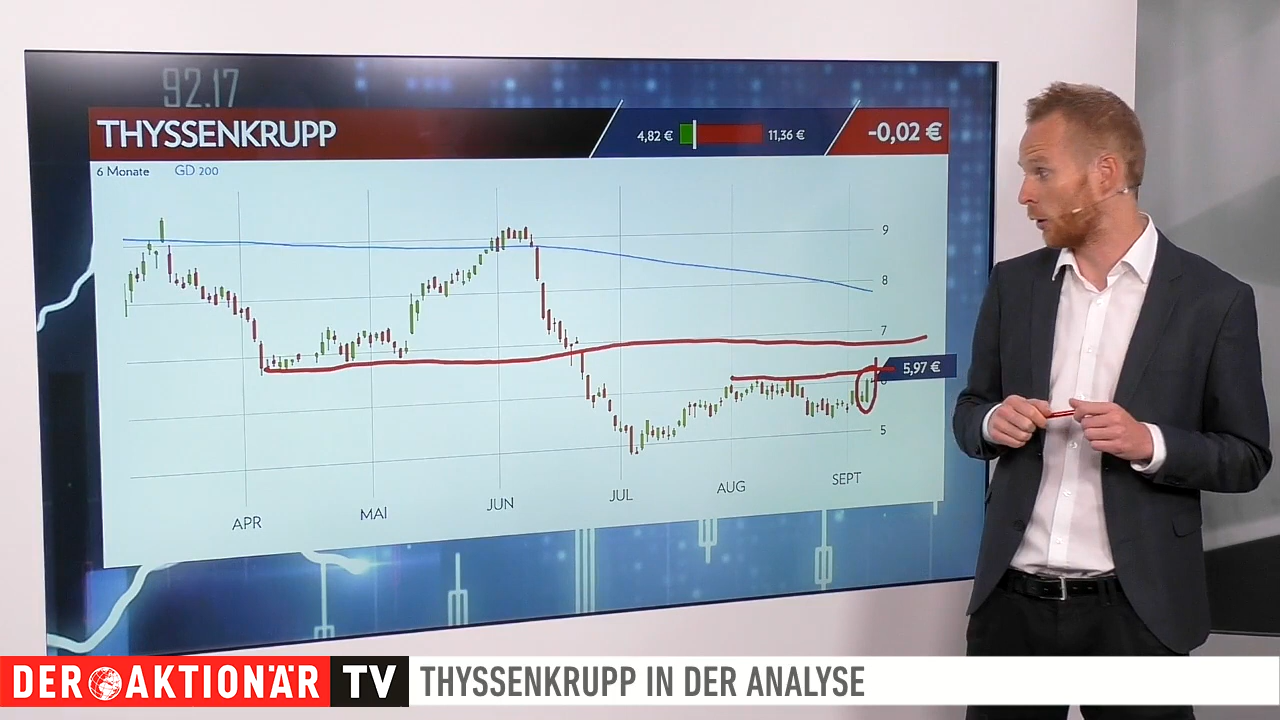 92.17
THYSSENKRUPP
4,82 € 11,36 €
-0,02 €
6 Monate GD 200
9
8
7
5,97 €
6
5
APR MAI JUN JUL AUG SEPT
DER AKTIONÄR TV THYSSENKRUPP IN DER ANALYSE